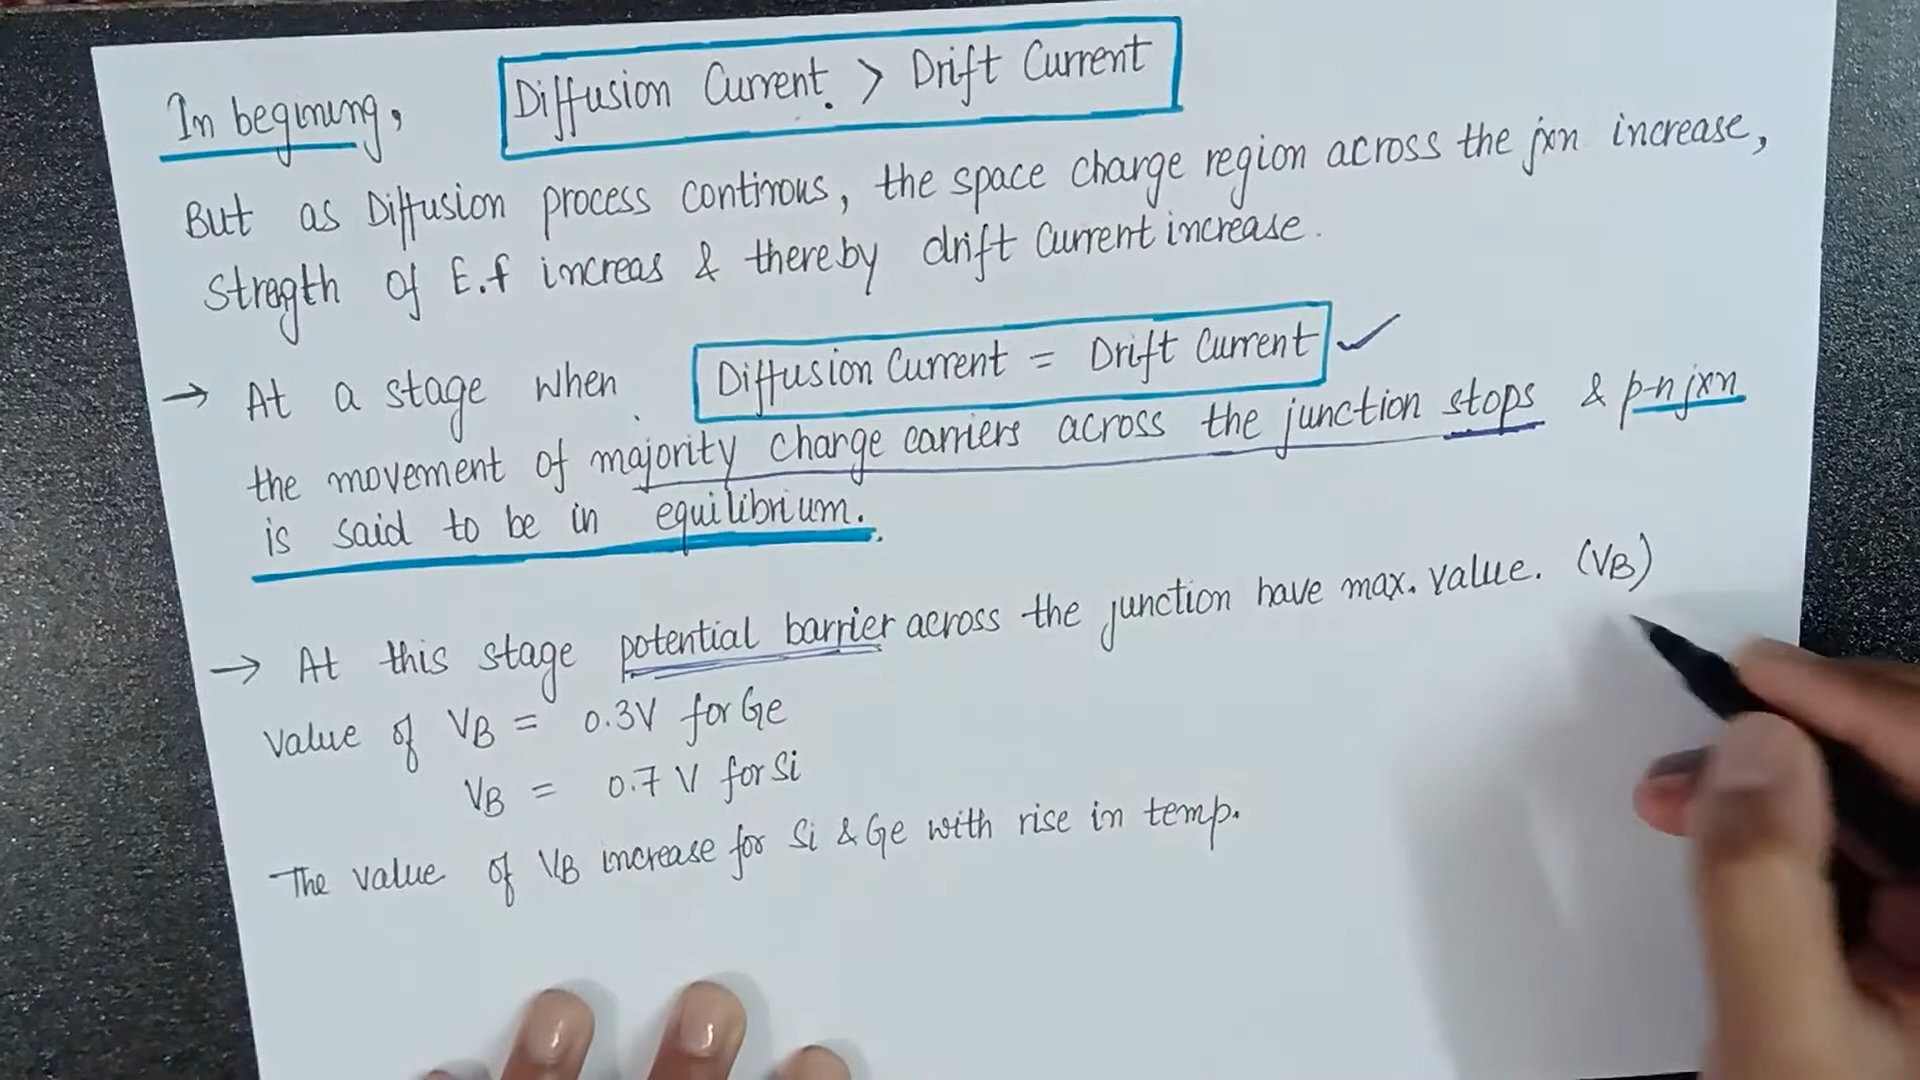 In begining, Diffusion Current > Drift Current
But as Diffusion process continous, the space charge region across the jxn increase,
Stregth of E.f increas & thereby drift Current increase.
→ At a stage when Diffusion Current = Drift Current ✓
the movement of majority charge carriers across the junction stops & p-n jxn
is said to be in equilibrium.
→ At this stage potential barrier across the junction have max. value. (VB)
Value of VB = 0.3V for Ge
VB = 0.7 V for Si
The value of VB increase for Si & Ge with rise in temp.